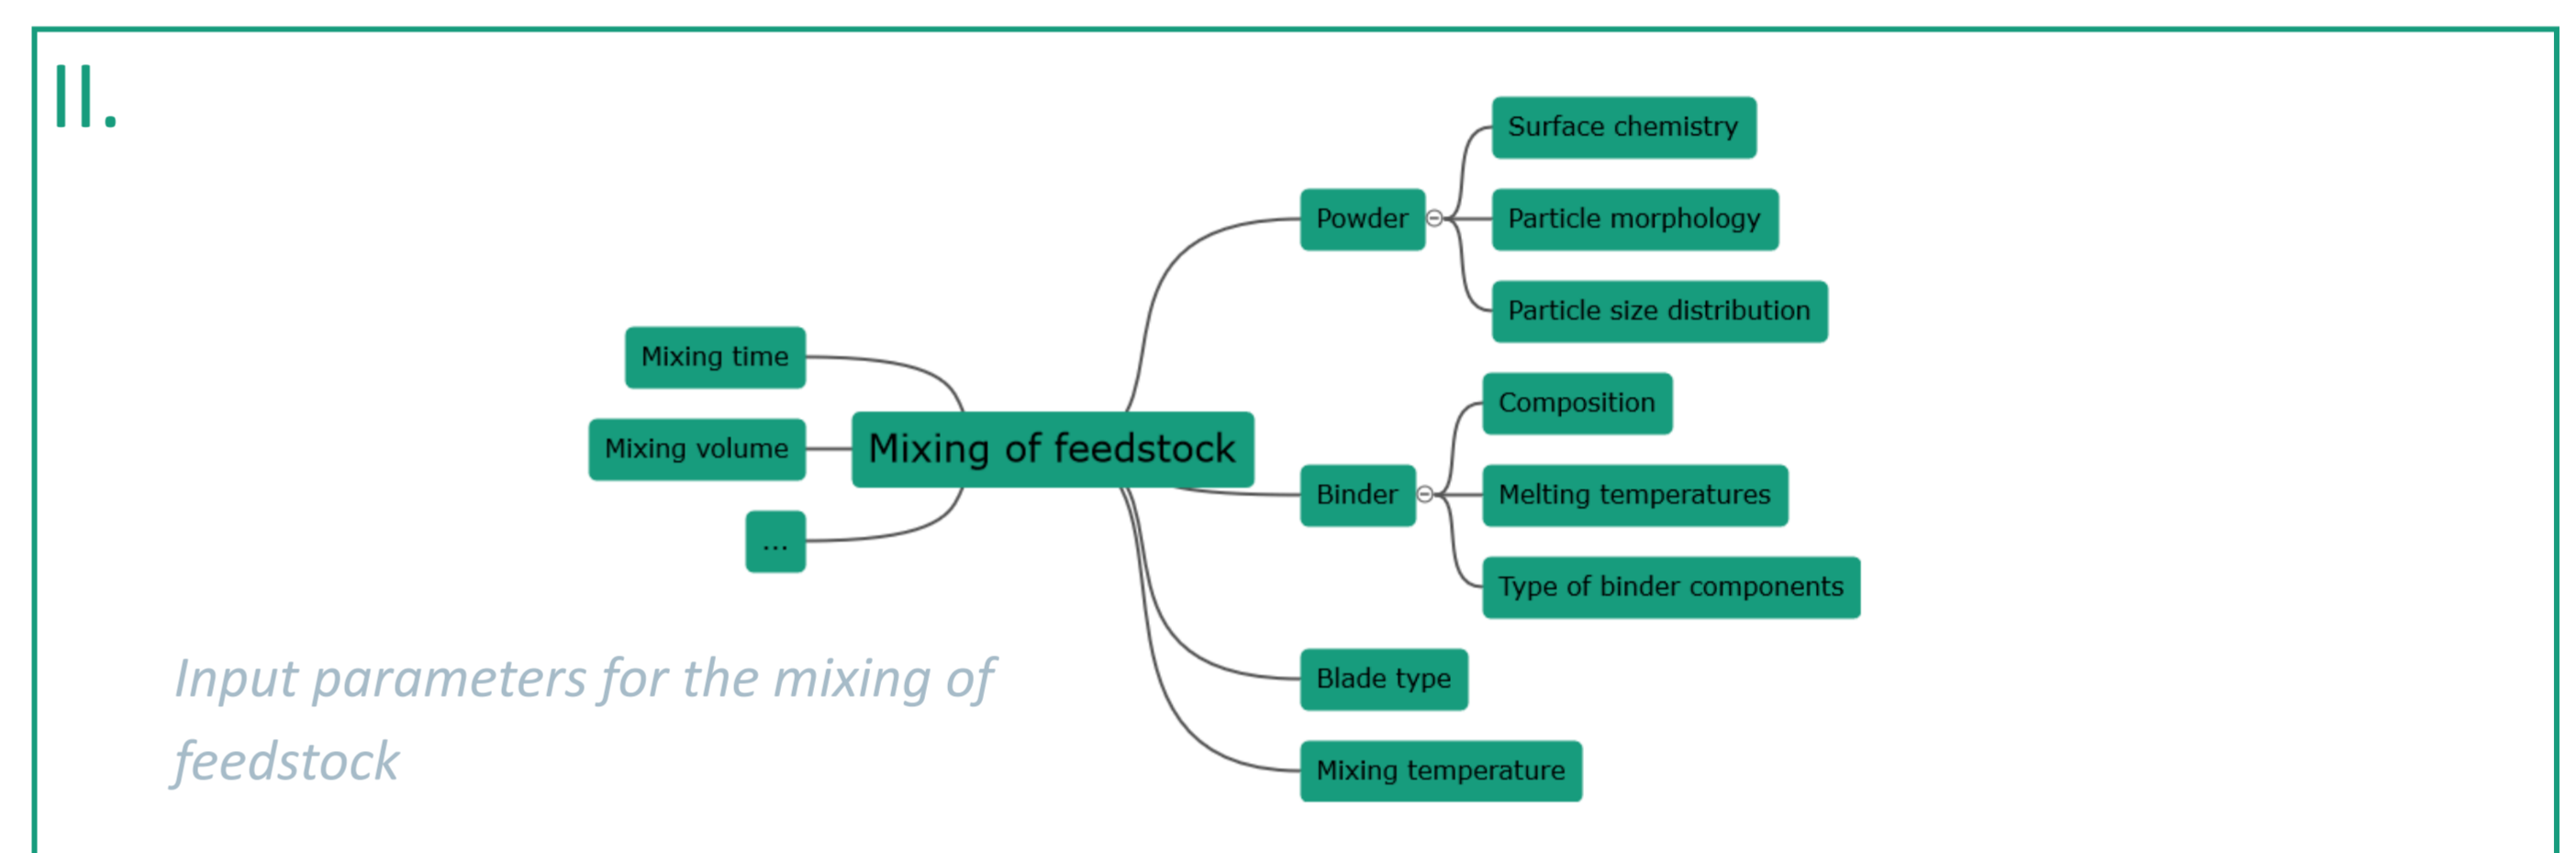 II.
Surface chemistry
Powder
Particle morphology
Particle size distribution
Mixing time
Composition
Mixing volume
Mixing of feedstock
Binder
Melting temperatures
...
Type of binder components
Input parameters for the mixing of
feedstock
Blade type
Mixing temperature